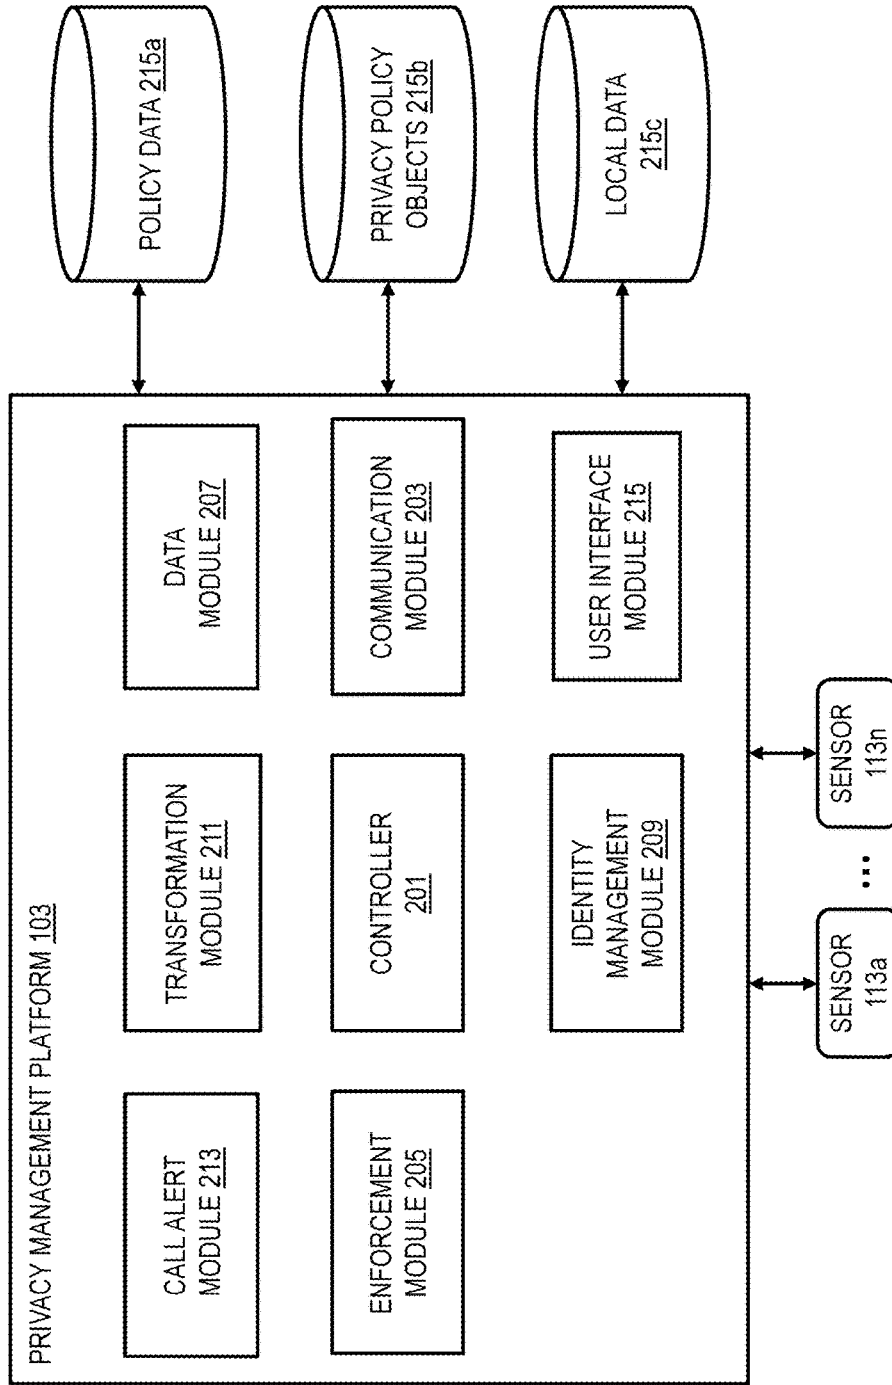 PRIVACY MANAGEMENT PLATFORM 103
CALL ALERT
MODULE 213
TRANSFORMATION
MODULE 211
DATA
MODULE 207
ENFORCEMENT
MODULE 205
CONTROLLER
201
COMMUNICATION
MODULE 203
IDENTITY
MANAGEMENT
MODULE 209
USER INTERFACE
MODULE 215
POLICY DATA 215a
PRIVACY POLICY
OBJECTS 215b
LOCAL DATA
215c
SENSOR
113a
...
SENSOR
113n